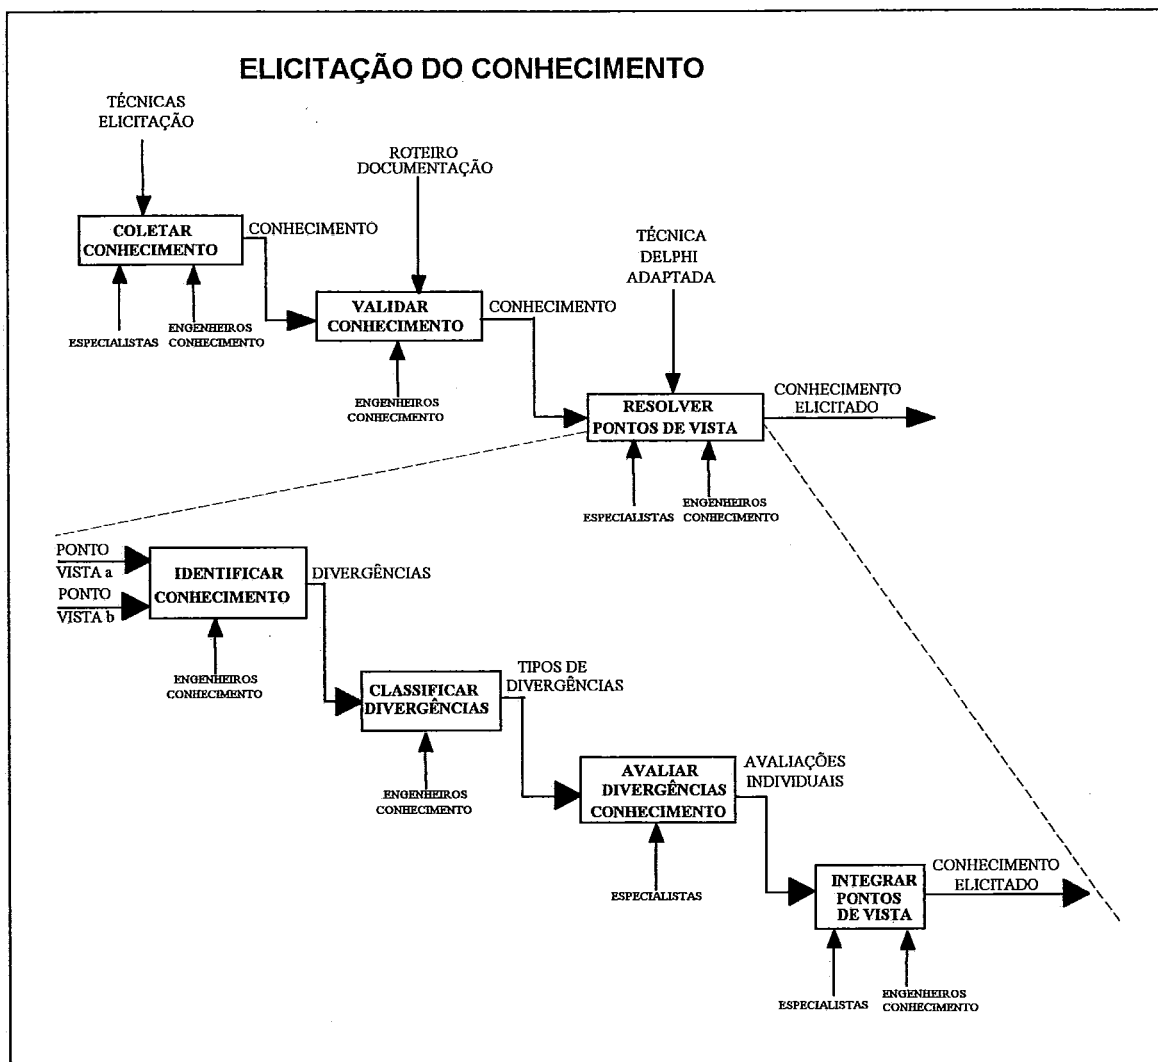 ELICITAÇÃO DO CONHECIMENTO
TÉCNICAS
ELICITAÇÃO
ROTEIRO
DOCUMENTAÇÃO
COLETAR
CONHECIMENTO
CONHECIMENTO
TÉCNICA
DELPHI
ADAPTADA
ESPECIALISTAS
ENGENHEIROS
CONHECIMENTO
VALIDAR
CONHECIMENTO
CONHECIMENTO
ENGENHEIROS
CONHECIMENTO
RESOLVER
PONTOS DE VISTA
CONHECIMENTO
ELICITADO
ESPECIALISTAS
ENGENHEIROS
CONHECIMENTO
PONTO
VISTA a
PONTO
VISTA b
IDENTIFICAR
CONHECIMENTO
DIVERGÊNCIAS
ENGENHEIROS
CONHECIMENTO
CLASSIFICAR
DIVERGÊNCIAS
TIPOS DE
DIVERGÊNCIAS
ENGENHEIROS
CONHECIMENTO
AVALIAR
DIVERGÊNCIAS
CONHECIMENTO
AVALIAÇÕES
INDIVIDUAIS
ESPECIALISTAS
INTEGRAR
PONTOS
DE VISTA
CONHECIMENTO
ELICITADO
ESPECIALISTAS
ENGENHEIROS
CONHECIMENTO